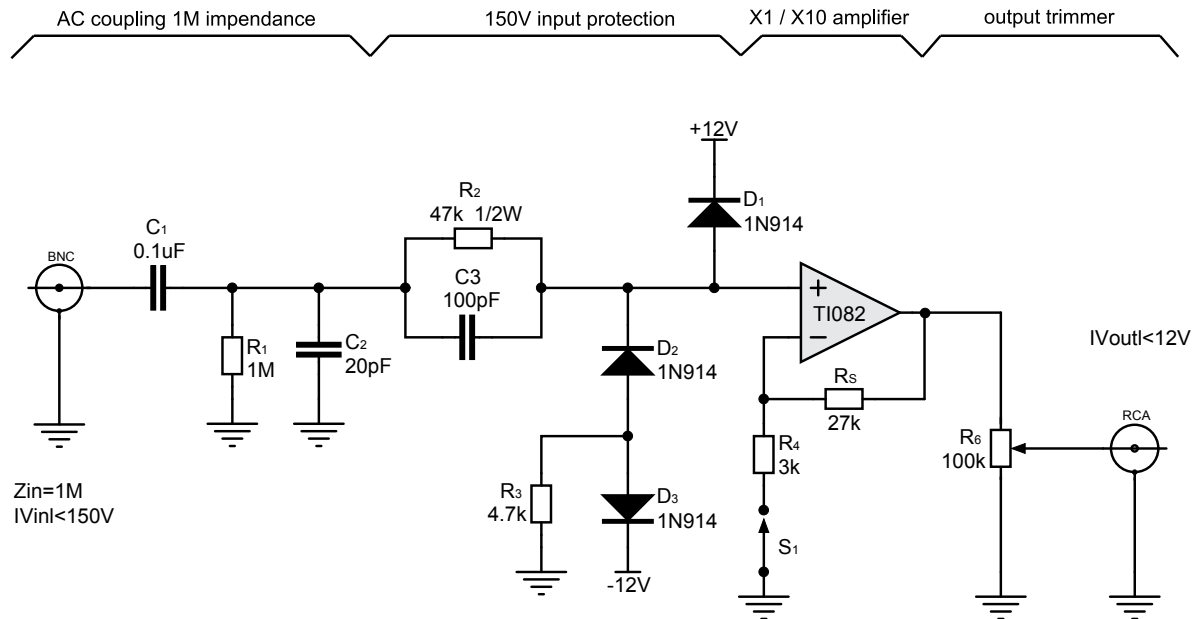 AC coupling 1M impendance
150V input protection
X1 / X10 amplifier
output trimmer
+12V
R2
47k 1/2W
D1
1N914
C1
0.1uF
BNC
C3
100pF
+
TI082
−
IVoutI<12V
R1
1M
C2
20pF
D2
1N914
RS
27k
RCA
R4
3k
R6
100k
Zin=1M
IVinI<150V
R3
4.7k
D3
1N914
S1
-12V